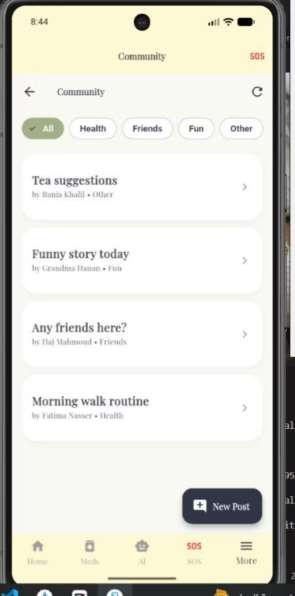 8:44
Community
SOS
Community
All
Health
Friends
Fun
Other
Tea suggestions
by Rania Khalil • Other
Funny story today
by Grandma Hanan • Fun
Any friends here?
by Haj Mahmoud • Friends
Morning walk routine
by Fatima Nasser • Health
New Post
SOS
Home
Meds
AI
SOS
More